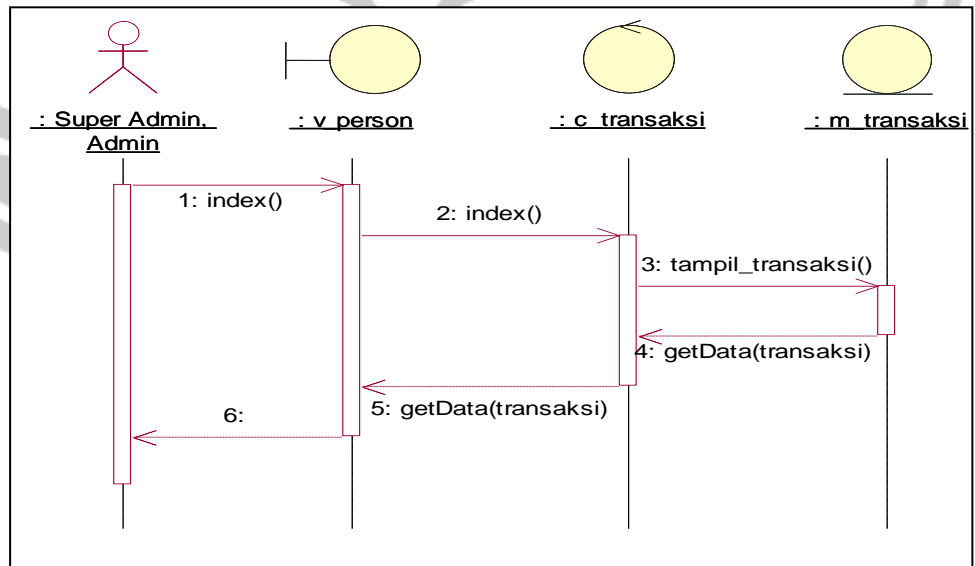 : Super Admin,
Admin
: v_person
: c_transaksi
: m_transaksi
1: index()
2: index()
3: tampil_transaksi()
4: getData(transaksi)
5: getData(transaksi)
6: